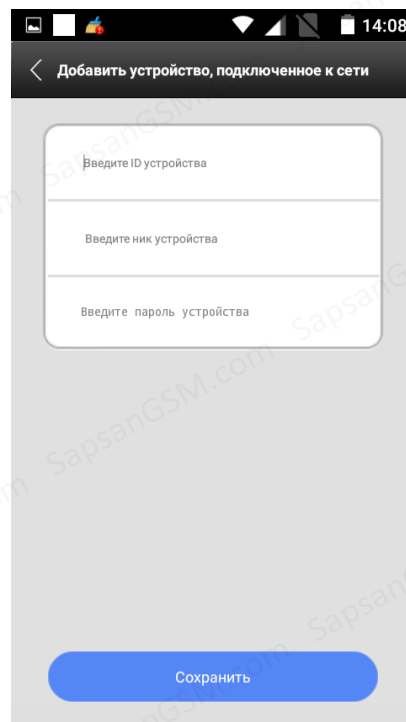 14:08
Добавить устройство, подключенное к сети
Введите ID устройства
Введите ник устройства
Введите пароль устройства
SapsanGSM.com
SapsanGSM.com
Сохранить
SapsanGSM.com